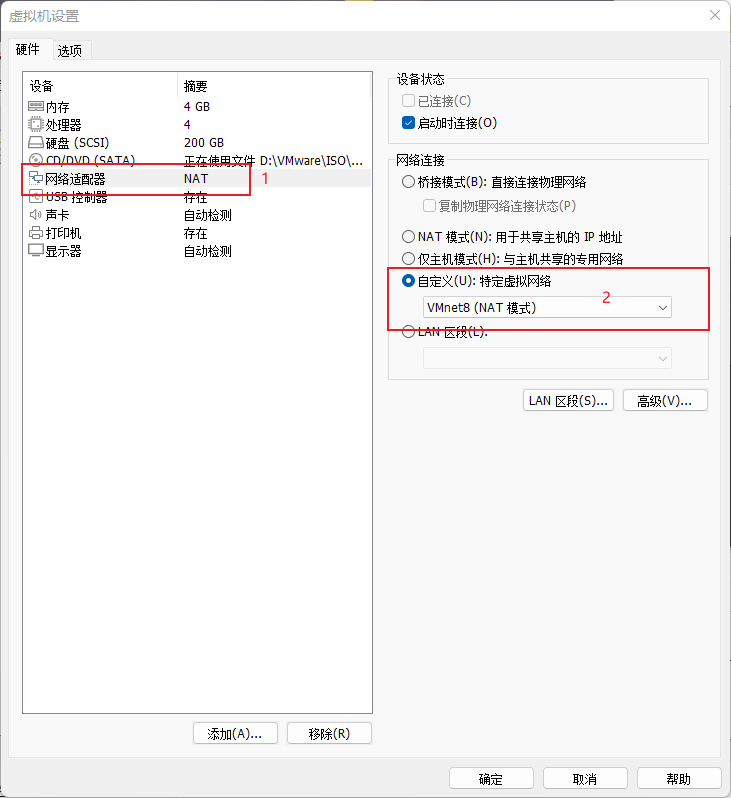 虚拟机设置
硬件 选项
设备 摘要
内存 4 GB
处理器 4
硬盘 (SCSI) 200 GB
CD/DVD (SATA) 正在使用文件 D:\VMware\ISO\...
网络适配器 NAT 1
USB 控制器 存在
声卡 自动检测
打印机 存在
显示器 自动检测
添加(A)... 移除(R)
设备状态
已连接(C)
启动时连接(O)
网络连接
桥接模式(B): 直接连接物理网络
复制物理网络连接状态(P)
NAT 模式(N): 用于共享主机的 IP 地址
仅主机模式(H): 与主机共享的专用网络
自定义(U): 特定虚拟网络
2
VMnet8 (NAT 模式)
LAN 区段(L):
LAN 区段(S)... 高级(V)...
确定 取消 帮助